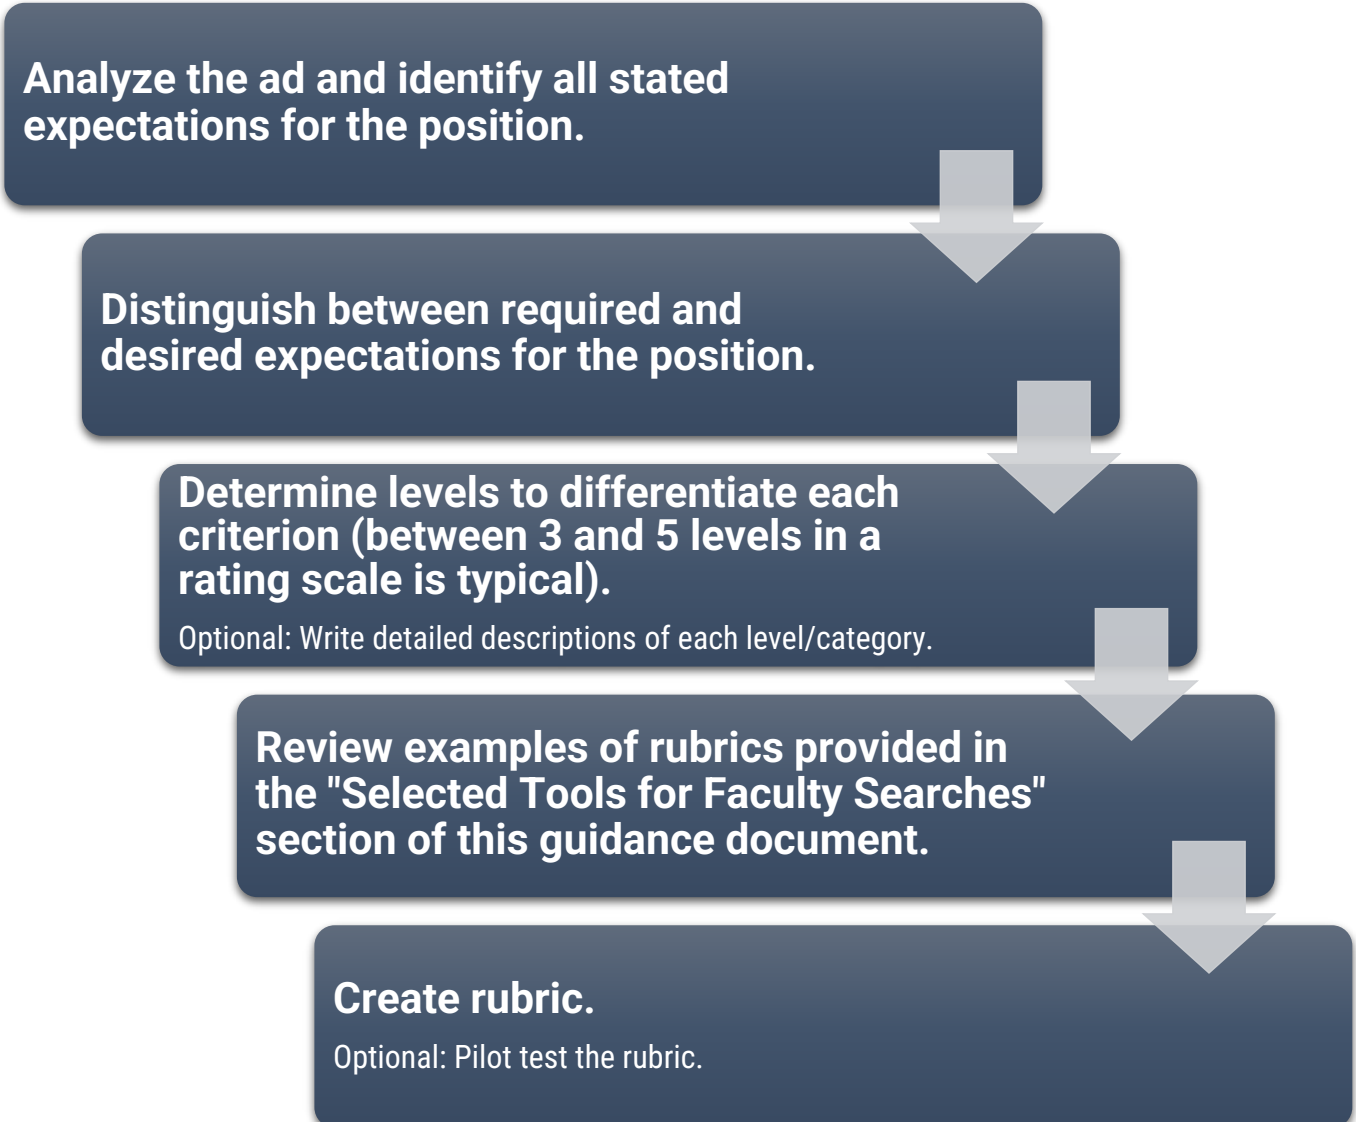 Analyze the ad and identify all stated
expectations for the position.
Distinguish between required and
desired expectations for the position.
Determine levels to differentiate each
criterion (between 3 and 5 levels in a
rating scale is typical).
Optional: Write detailed descriptions of each level/category.
Review examples of rubrics provided in
the "Selected Tools for Faculty Searches"
section of this guidance document.
Create rubric.
Optional: Pilot test the rubric.